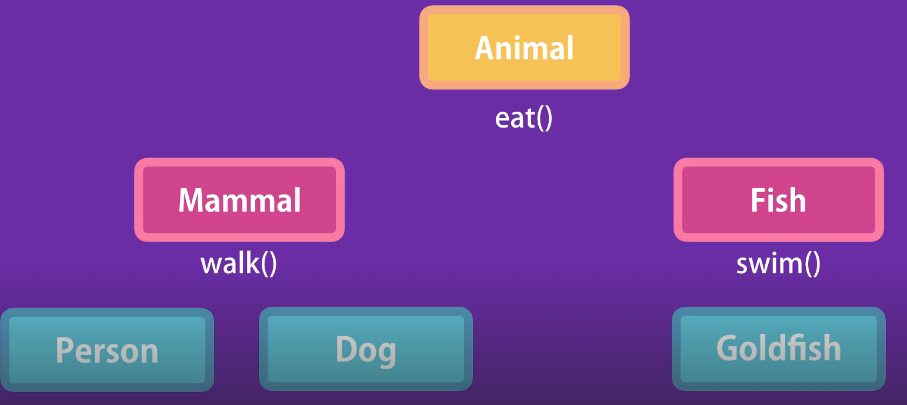 Animal
eat()
Mammal
Fish
walk()
swim()
Person
Dog
Goldfish